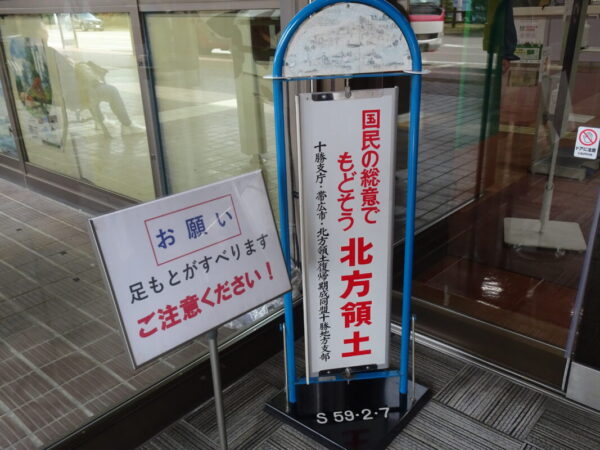 お願い
足もとがすべります
ご注意ください!
国民の総意で
もどそう 北方領土
十勝支庁・帯広市・北方領土復帰期成同盟十勝地方支部
S 59・2・7